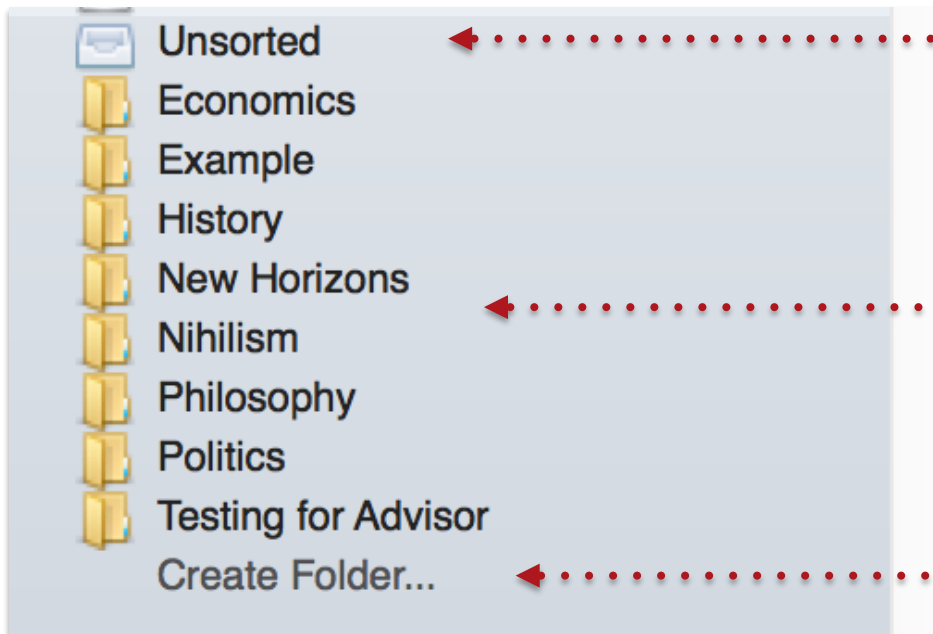 Unsorted
Economics
Example
History
New Horizons
Nihilism
Philosophy
Politics
Testing for Advisor
Create Folder...